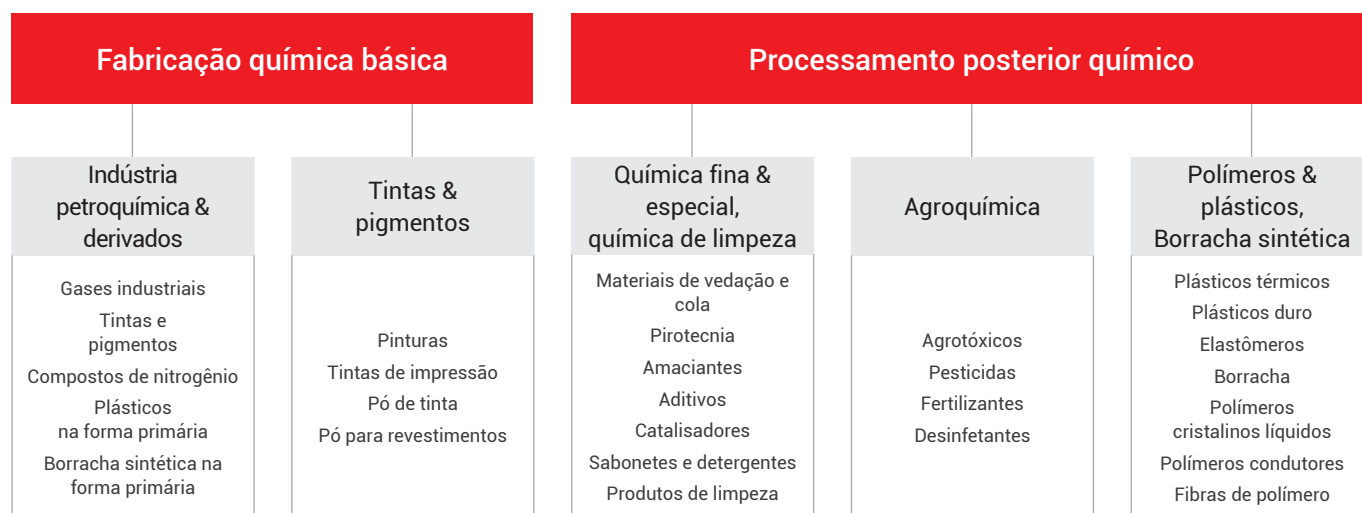 Fabricação química básica
Processamento posterior químico
Indústria
petroquímica &
derivados
Gases industriais
Tintas e
pigmentos
Compostos de nitrogênio
Plásticos
na forma primária
Borracha sintética na
forma primária
Tintas &
pigmentos
Pinturas
Tintas de impressão
Pó de tinta
Pó para revestimentos
Química fina &
especial,
química de limpeza
Materiais de vedação e
cola
Pirotecnia
Amaciantes
Aditivos
Catalisadores
Sabonetes e detergentes
Produtos de limpeza
Agroquímica
Agrotóxicos
Pesticidas
Fertilizantes
Desinfetantes
Polímeros &
plásticos,
Borracha sintética
Plásticos térmicos
Plásticos duro
Elastômeros
Borracha
Polímeros
cristalinos líquidos
Polímeros condutores
Fibras de polímero